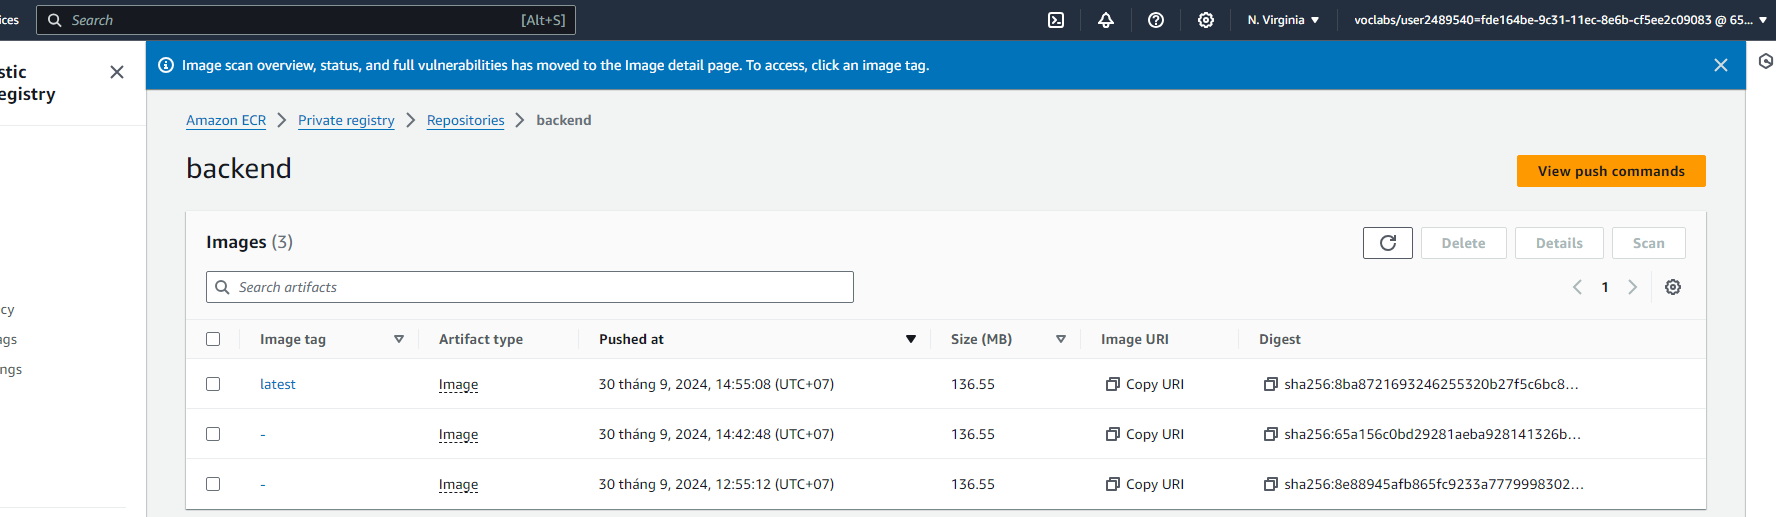 ces Search [Alt+S] N. Virginia ▼ voclabs/user2489540=fde164be-9c31-11ec-8e6b-cf5ee2c09083 @ 65... ▼
stic
egistry
cy
ags
ngs
Image scan overview, status, and full vulnerabilities has moved to the Image detail page. To access, click an image tag.
Amazon ECR > Private registry > Repositories > backend
backend
View push commands
Images (3)
Delete Details Scan
Search artifacts
1
Image tag Artifact type Pushed at Size (MB) Image URI Digest
latest Image 30 tháng 9, 2024, 14:55:08 (UTC+07) 136.55 Copy URI sha256:8ba8721693246255320b27f5c6bc8...
- Image 30 tháng 9, 2024, 14:42:48 (UTC+07) 136.55 Copy URI sha256:65a156c0bd29281aeba928141326b...
- Image 30 tháng 9, 2024, 12:55:12 (UTC+07) 136.55 Copy URI sha256:8e88945afb865fc9233a7779998302...